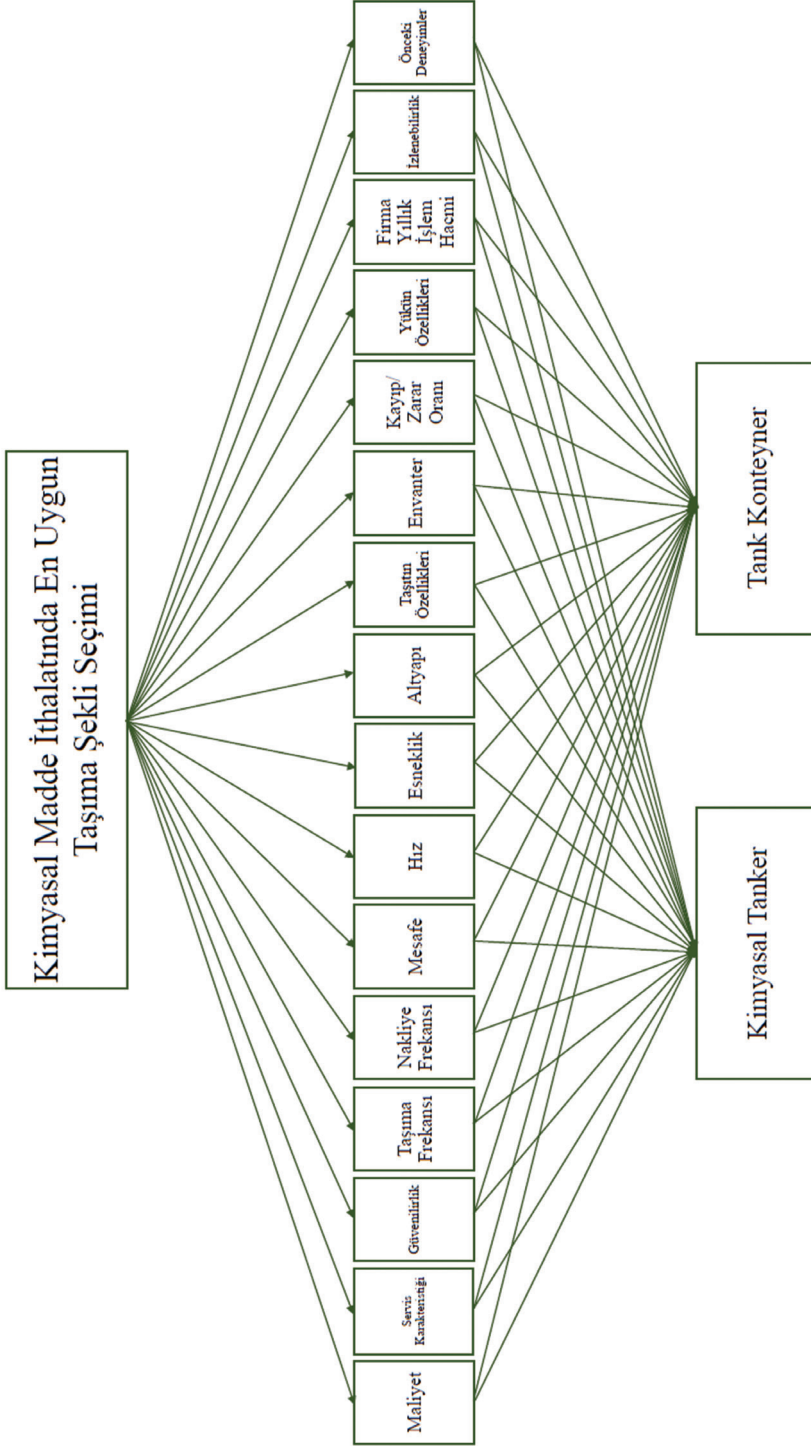 Kimyasal Madde İthalatında En Uygun
Taşıma Şekli Seçimi
Maliyet
Servis
Karakteristiği
Güvenilirlik
Taşıma
Frekansı
Nakliye
Frekansı
Mesafe
Hız
Esneklik
Altyapı
Taşıtın
Özellikleri
Envanter
Kayıp/
Zarar
Oranı
Yükün
Özellikleri
Firma
Yıllık
İşlem
Hacmi
İzlenebilirlik
Önceki
Deneyimler
Kimyasal Tanker
Tank Konteyner